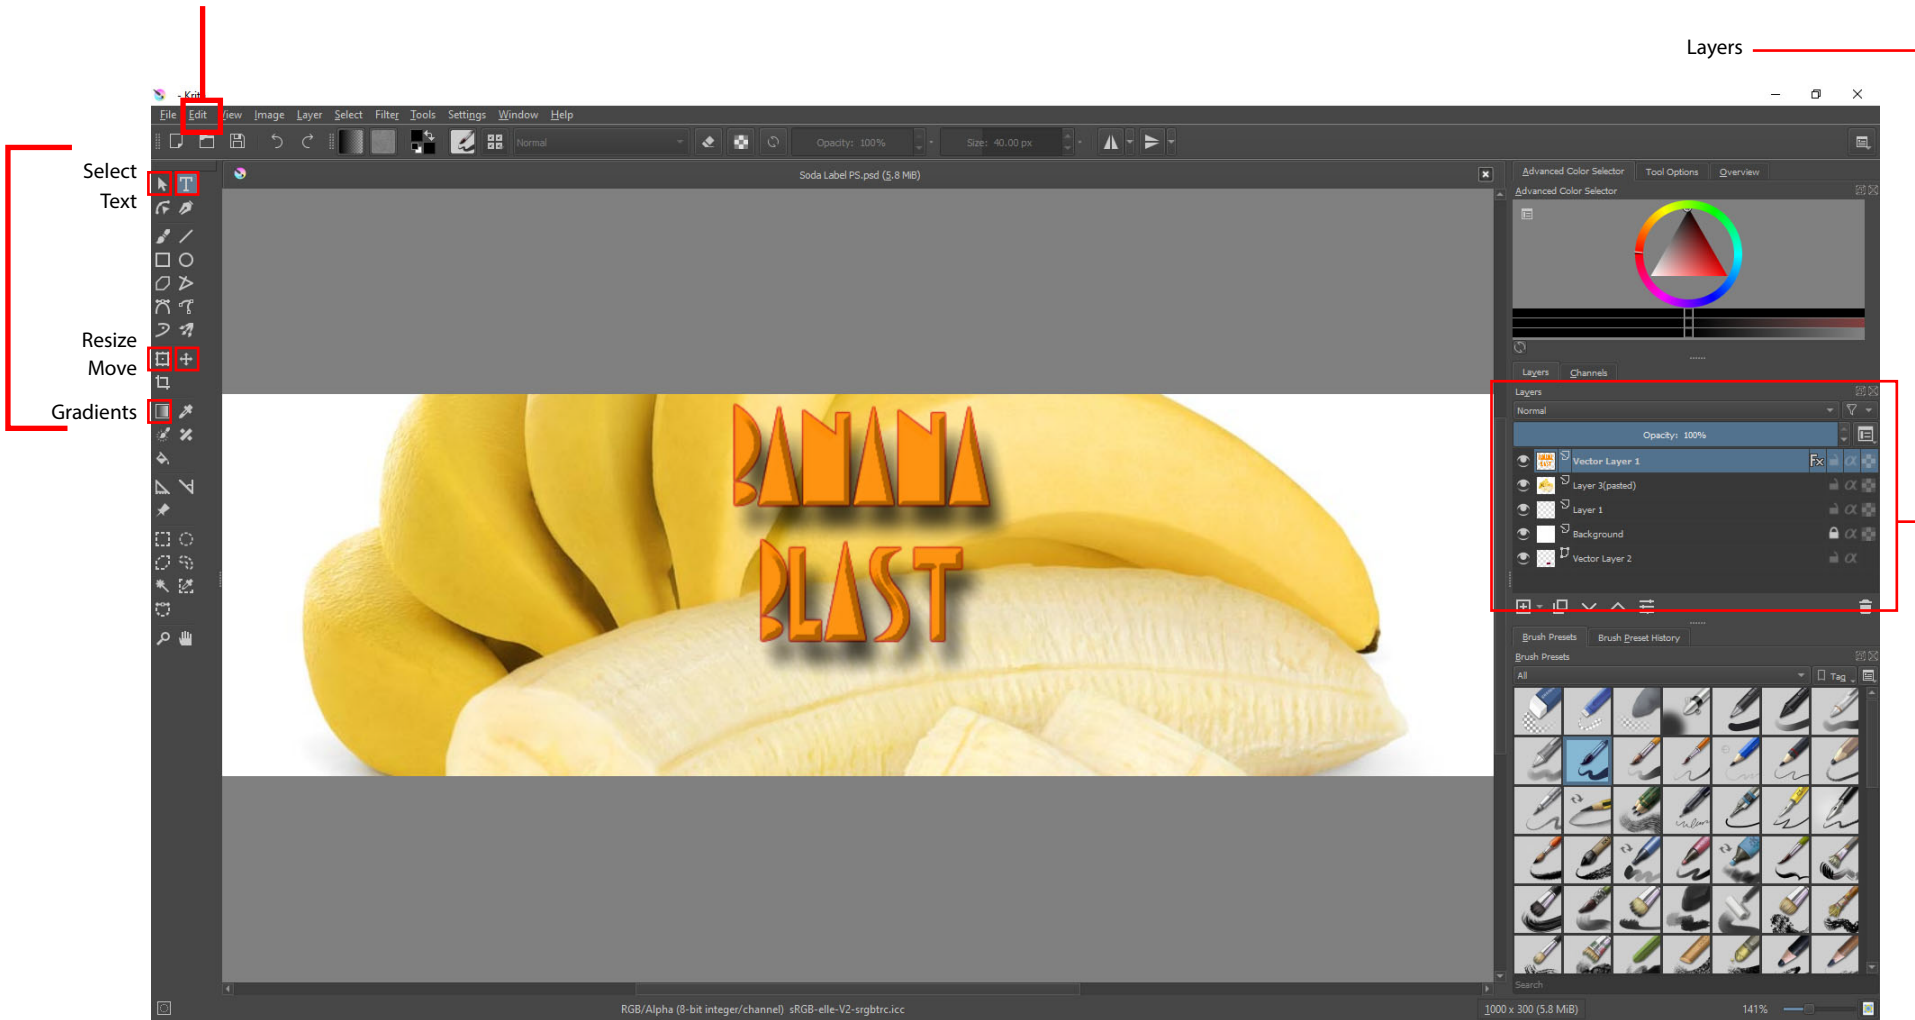 Layers
- Krit
File Edit View Image Layer Select Filter Tools Settings Window Help
Normal
Opacity: 100%
Size: 40.00 px
Select
Text
Resize
Move
Gradients
Soda Label PS.psd (5.8 MiB)
BANANA
BLAST
Advanced Color Selector Tool Options Overview
Advanced Color Selector
Layers Channels
Layers
Normal
Opacity: 100%
Vector Layer 1 Fx α
Layer 3(pasted) α
Layer 1 α
Background α
Vector Layer 2 α
Brush Presets Brush Preset History
Brush Presets
All Tag
Search
RGB/Alpha (8-bit integer/channel) sRGB-elle-V2-srgbtrc.icc
1000 x 300 (5.8 MiB)
141%